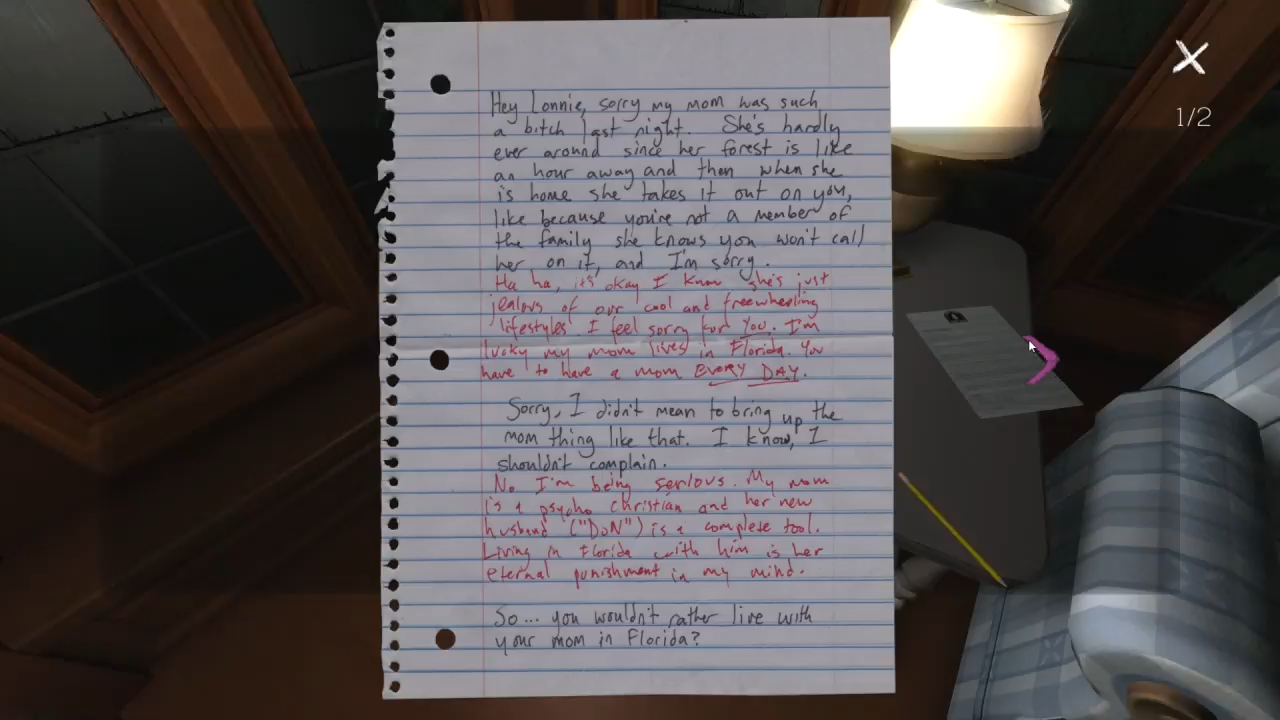 1/2
Hey Lonnie, sorry my mom was such
a bitch last night. She's hardly
ever around since her forest is like
an hour away and then when she
is home she takes it out on you,
like because you're not a member of
the family she knows you won't call
her on it, and I'm sorry.
Ha ha, it's okay I know she's just
jealous of our cool and freewheeling
lifestyles I feel sorry for You. I'm
lucky my mom lives in Florida. You
have to have a mom EVERY DAY.
Sorry, I didn't mean to bring up the
mom thing like that. I know, I
shouldn't complain.
No I'm being serious. My mom
is a psycho christian and her new
husband ("DoN") is a complete tool.
Living in Florida with him is her
eternal punishment in my mind.
So... you wouldn't rather live with
your mom in Florida?